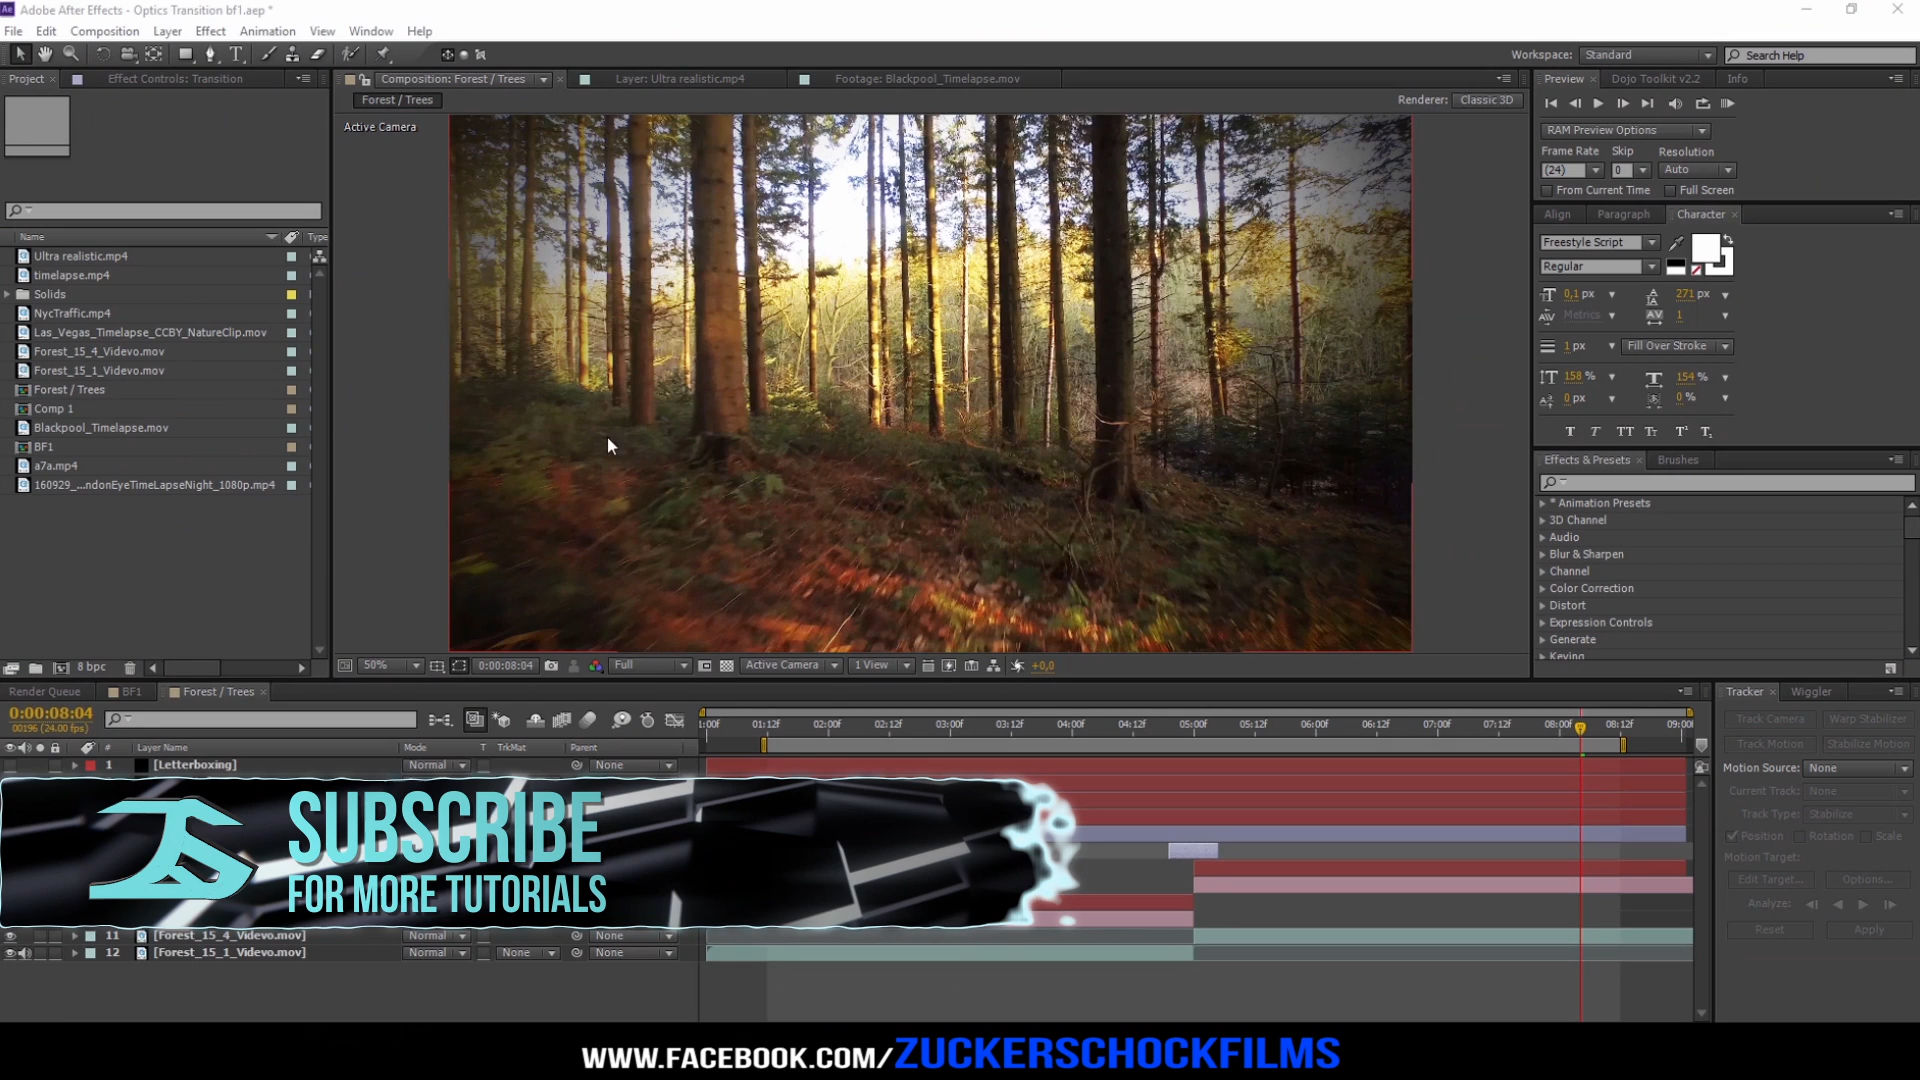 Ae Adobe After Effects - Optics Transition bf1.aep *
File Edit Composition Layer Effect Animation View Window Help
Workspace: Standard Search Help
Project Effect Controls: Transition
Composition: Forest / Trees Layer: Ultra realistic.mp4 Footage: Blackpool_Timelapse.mov
Preview Dojo Toolkit v2.2 Info
Forest / Trees Renderer: Classic 3D
Active Camera
RAM Preview Options
Frame Rate Skip Resolution
(24) 0 Auto
From Current Time Full Screen
Align Paragraph Character
Freestyle Script
Regular
0,1 px 271 px
Metrics 1
1 px Fill Over Stroke
158 % 154 %
0 px 0 %
Effects & Presets Brushes
* Animation Presets
3D Channel
Audio
Blur & Sharpen
Channel
Color Correction
Distort
Expression Controls
Generate
Keying
Name Type
Ultra realistic.mp4
timelapse.mp4
Solids
NycTraffic.mp4
Las_Vegas_Timelapse_CCBY_NatureClip.mov
Forest_15_4_Videvo.mov
Forest_15_1_Videvo.mov
Forest / Trees
Comp 1
Blackpool_Timelapse.mov
BF1
a7a.mp4
160929_...ndonEyeTimeLapseNight_1080p.mp4
8 bpc
50% 0:00:08:04 Full Active Camera 1 View +0,0
Render Queue BF1 Forest / Trees
0:00:08:04
00196 (24.00 fps)
:00f 01:12f 02:00f 02:12f 03:00f 03:12f 04:00f 04:12f 05:00f 05:12f 06:00f 06:12f 07:00f 07:12f 08:00f 08:12f 09:00f
# Layer Name Mode T TrkMat Parent
1 [Letterboxing] Normal None
SUBSCRIBE
FOR MORE TUTORIALS
11 [Forest_15_4_Videvo.mov] Normal None
12 [Forest_15_1_Videvo.mov] Normal None None
Tracker Wiggler
Track Camera Warp Stabilizer
Track Motion Stabilize Motion
Motion Source: None
Current Track: None
Track Type: Stabilize
Position Rotation Scale
Motion Target:
Edit Target... Options...
Analyze:
Reset Apply
WWW.FACEBOOK.COM/ZUCKERSCHOCKFILMS